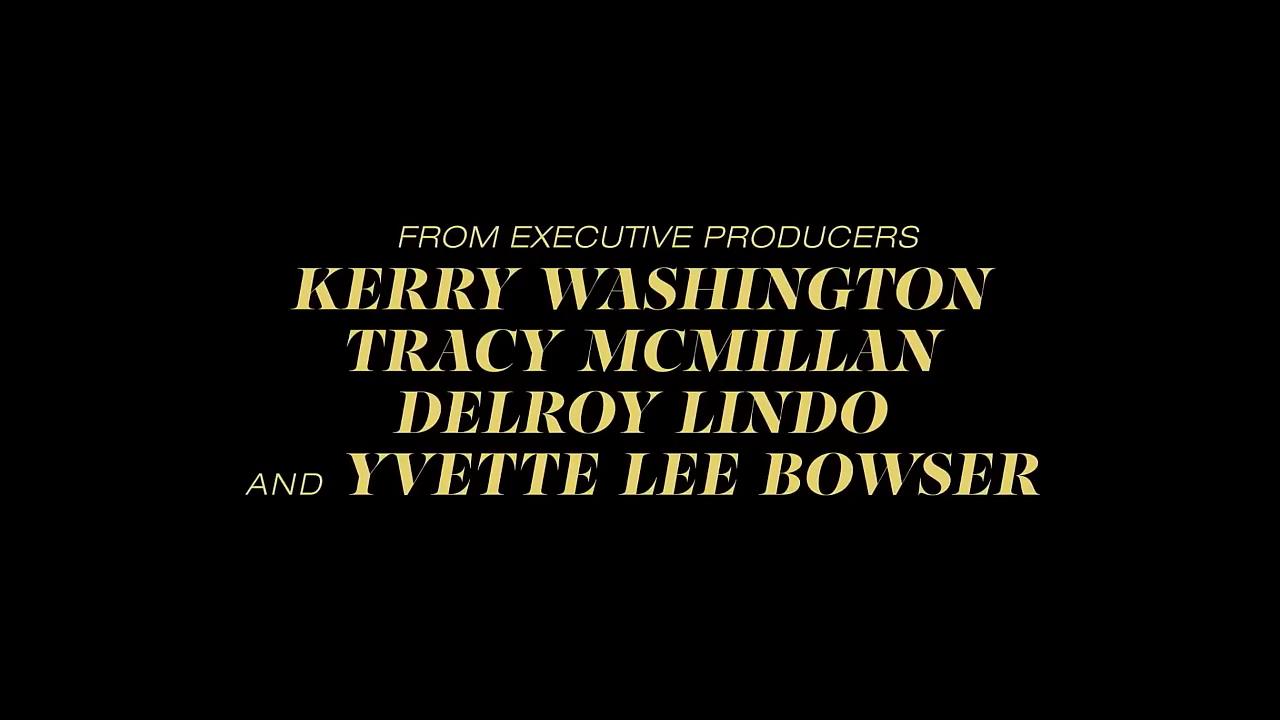 FROM EXECUTIVE PRODUCERS
KERRY WASHINGTON
TRACY MCMILLAN
DELROY LINDO
AND YVETTE LEE BOWSER